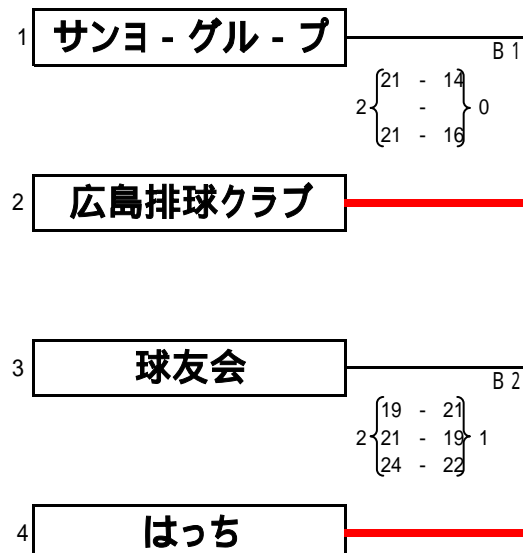 1 サンヨ - グル - プ
B 1
21 - 14
2 - 0
21 - 16
2 広島排球クラブ
3 球友会
B 2
19 - 21
2 21 - 19 1
24 - 22
4 はっち